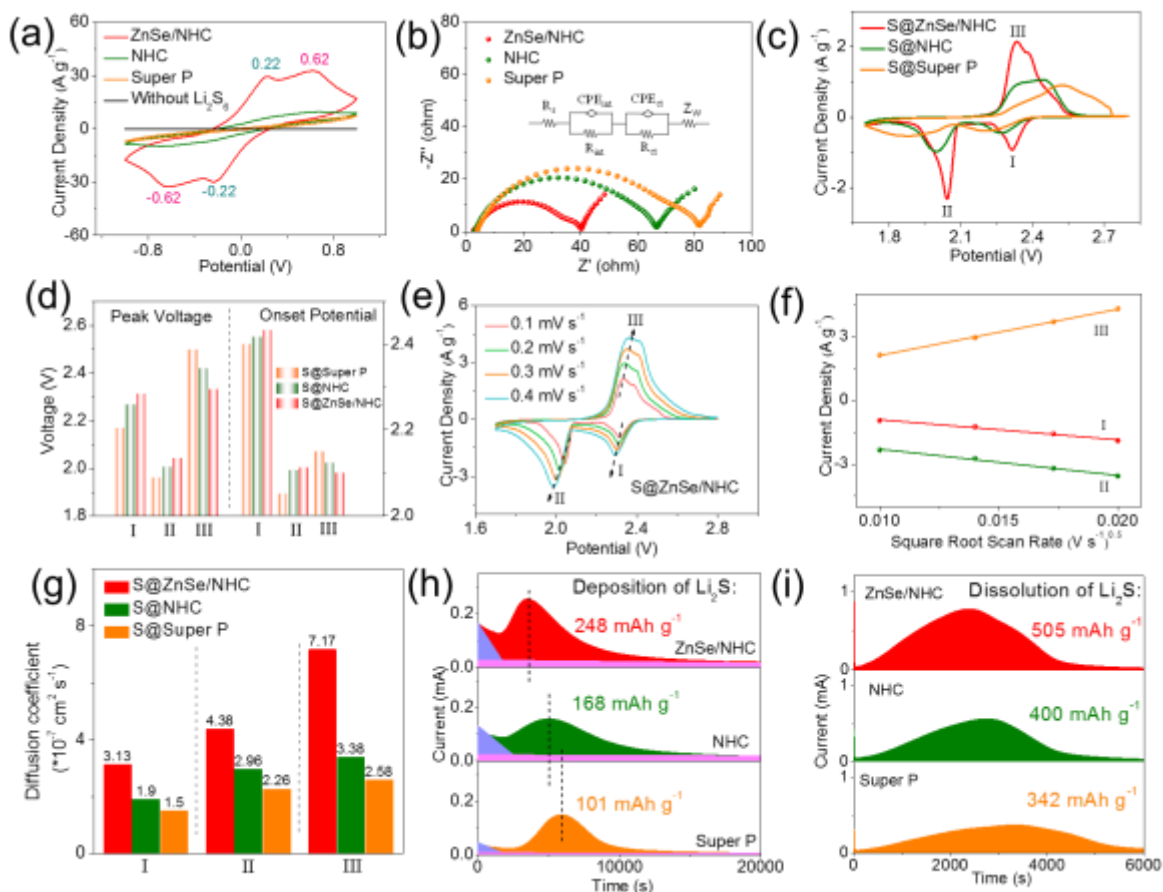 (a)
ZnSe/NHC
NHC
Super P
Without Li₂S₆
0.22
0.62
-0.62
-0.22
60
30
0
-30
-60
Current Density (A g⁻¹)
-0.8
0.0
0.8
Potential (V)
(b)
ZnSe/NHC
NHC
Super P
CPEint
CPEct
Rs
Zw
Rint
Rct
80
60
40
20
0
-Z'' (ohm)
0
20
40
60
80
100
Z' (ohm)
(c)
S@ZnSe/NHC
S@NHC
S@Super P
III
I
II
2
0
-2
Current Density (A g⁻¹)
1.8
2.1
2.4
2.7
Potential (V)
(d)
Peak Voltage
Onset Potential
S@Super P
S@NHC
S@ZnSe/NHC
2.6
2.4
2.2
2.0
1.8
Voltage (V)
2.4
2.2
2.0
I
II
III
I
II
III
(e)
0.1 mV s⁻¹
0.2 mV s⁻¹
0.3 mV s⁻¹
0.4 mV s⁻¹
III
I
II
S@ZnSe/NHC
6
3
0
-3
Current Density (A g⁻¹)
1.6
2.0
2.4
2.8
Potential (V)
(f)
III
I
II
3
0
-3
Current Density (A g⁻¹)
0.010
0.015
0.020
Square Root Scan Rate (V s⁻¹)⁰·⁵
(g)
S@ZnSe/NHC
S@NHC
S@Super P
8
4
0
Diffusion coefficient
(*10⁻⁷ cm² s⁻¹)
3.13
1.9
1.5
4.38
2.96
2.26
7.17
3.38
2.58
I
II
III
(h)
Deposition of Li₂S:
248 mAh g⁻¹
ZnSe/NHC
168 mAh g⁻¹
NHC
101 mAh g⁻¹
Super P
0.2
0.0
0.2
0.0
0.2
0.0
Current (mA)
0
10000
20000
Time (s)
(i)
Dissolution of Li₂S:
ZnSe/NHC
505 mAh g⁻¹
NHC
400 mAh g⁻¹
Super P
342 mAh g⁻¹
1
0
1
0
1
0
Current (mA)
0
2000
4000
6000
Time (s)